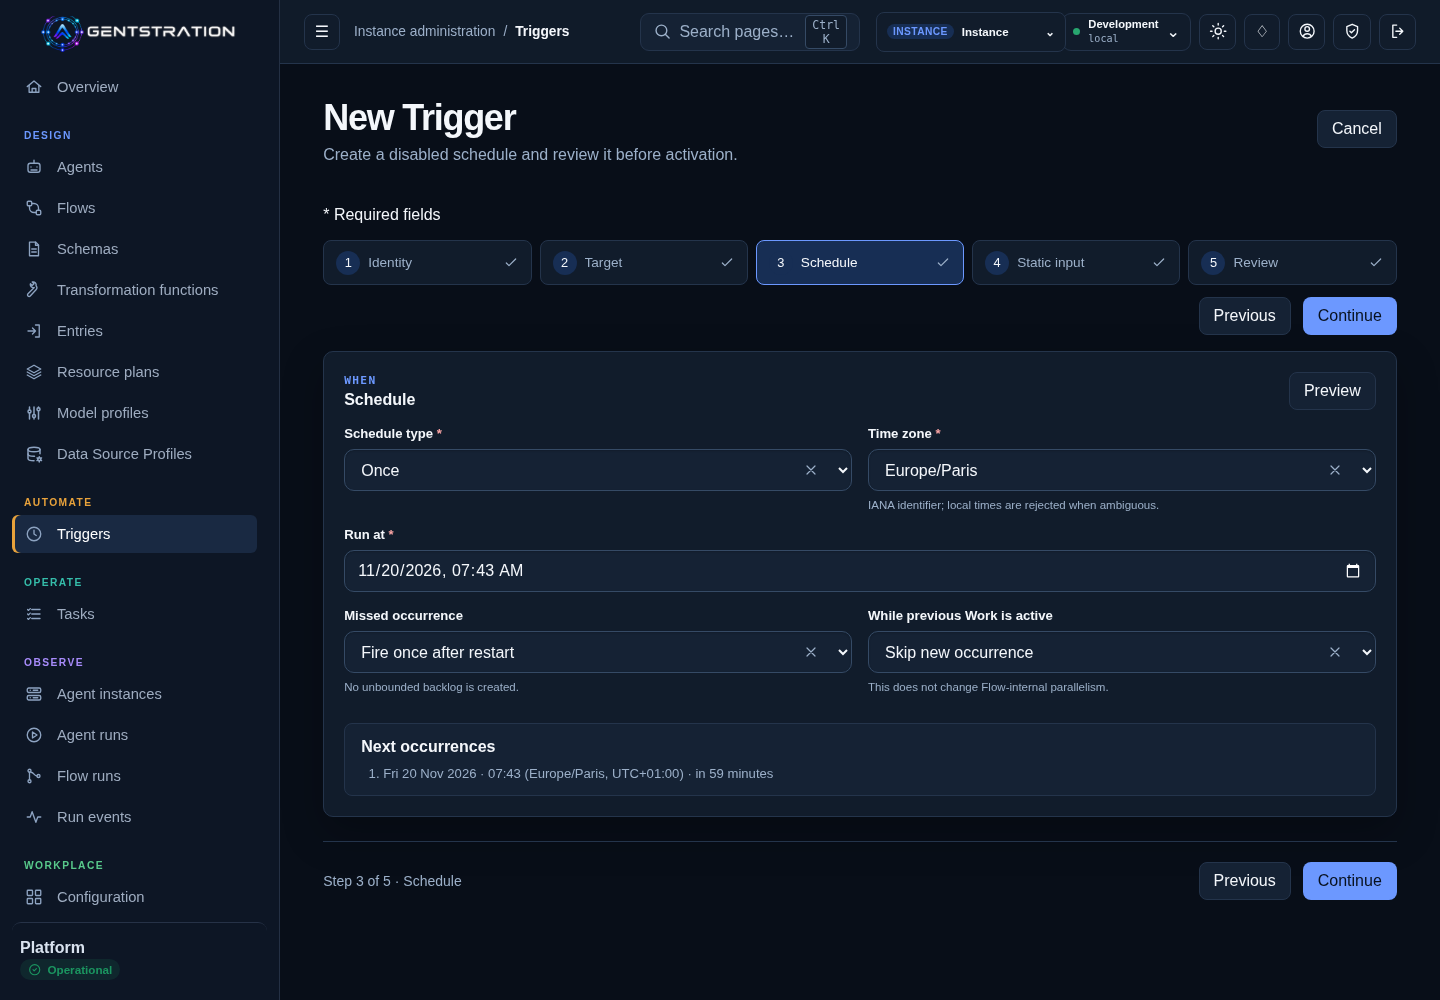 GENTSTRATION
Overview
DESIGN
Agents
Flows
Schemas
Transformation functions
Entries
Resource plans
Model profiles
Data Source Profiles
AUTOMATE
Triggers
OPERATE
Tasks
OBSERVE
Agent instances
Agent runs
Flow runs
Run events
WORKPLACE
Configuration
Platform
Operational
Instance administration / Triggers
Search pages… Ctrl K
INSTANCE Instance
Development
local
New Trigger
Create a disabled schedule and review it before activation.
Cancel
* Required fields
1 Identity
2 Target
3 Schedule
4 Static input
5 Review
Previous Continue
WHEN
Schedule
Preview
Schedule type *
Once
Time zone *
Europe/Paris
IANA identifier; local times are rejected when ambiguous.
Run at *
11/20/2026, 07:43 AM
Missed occurrence
Fire once after restart
No unbounded backlog is created.
While previous Work is active
Skip new occurrence
This does not change Flow-internal parallelism.
Next occurrences
1. Fri 20 Nov 2026 · 07:43 (Europe/Paris, UTC+01:00) · in 59 minutes
Step 3 of 5 · Schedule
Previous Continue